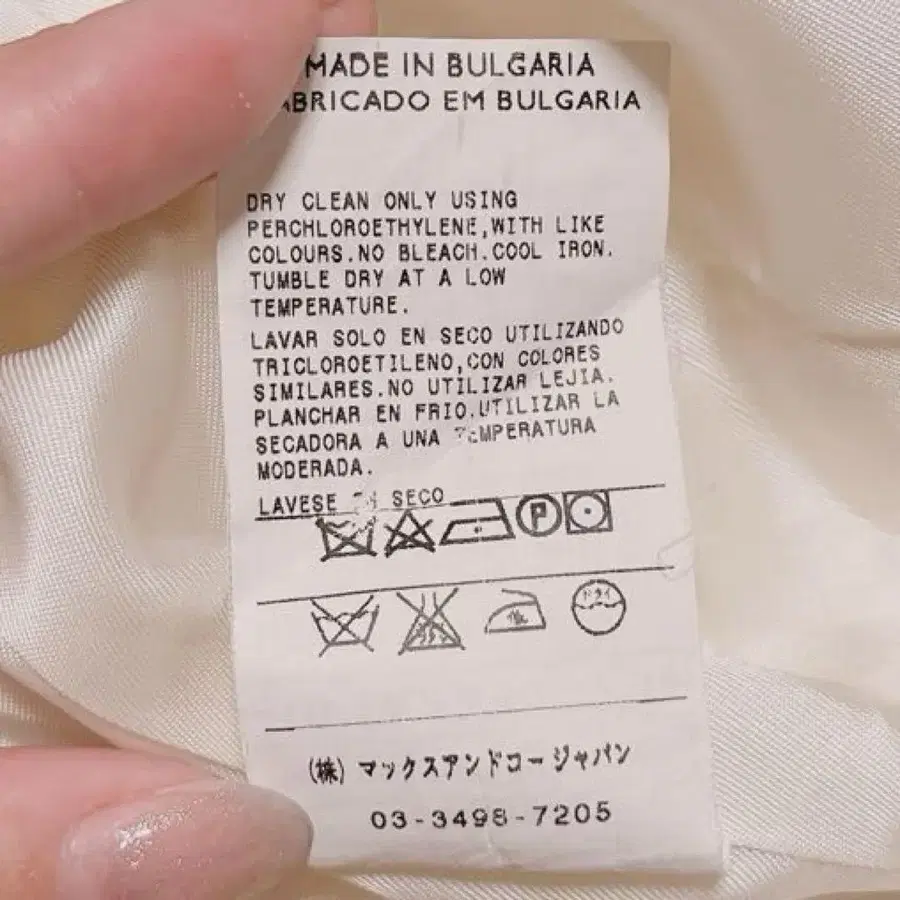 MADE IN BULGARIA
FABRICADO EM BULGARIA
DRY CLEAN ONLY USING
PERCHLOROETHYLENE,WITH LIKE
COLOURS.NO BLEACH.COOL IRON.
TUMBLE DRY AT A LOW
TEMPERATURE.
LAVAR SOLO EN SECO UTILIZANDO
TRICLOROETILENO,CON COLORES
SIMILARES.NO UTILIZAR LEJIA.
PLANCHAR EN FRIO.UTILIZAR LA
SECADORA A UNA TEMPERATURA
MODERADA.
LAVESE SECO
P
ドライ
(株) マックスアンドコージャパン
03-3498-7205